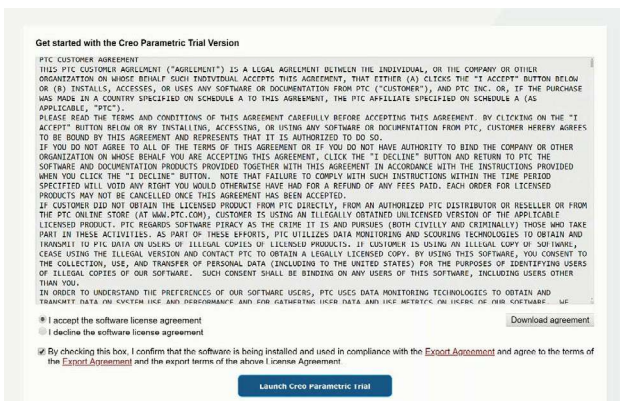 Get started with the Creo Parametric Trial Version
PTC CUSTOMER AGREEMENT
THIS PTC CUSTOMER AGREEMENT ("AGREEMENT") IS A LEGAL AGREEMENT BETWEEN THE INDIVIDUAL, OR THE COMPANY OR OTHER
ORGANIZATION ON WHOSE BEHALF SUCH INDIVIDUAL ACCEPTS THIS AGREEMENT, THAT EITHER (A) CLICKS THE "I ACCEPT" BUTTON BELOW
OR (B) INSTALLS, ACCESSES, OR USES ANY SOFTWARE OR DOCUMENTATION FROM PTC ("CUSTOMER"), AND PTC INC. OR, IF THE PURCHASE
WAS MADE IN A COUNTRY SPECIFIED ON SCHEDULE A TO THIS AGREEMENT, THE PTC AFFILIATE SPECIFIED ON SCHEDULE A (AS
APPLICABLE, "PTC").
PLEASE READ THE TERMS AND CONDITIONS OF THIS AGREEMENT CAREFULLY BEFORE ACCEPTING THIS AGREEMENT. BY CLICKING ON THE "I
ACCEPT" BUTTON BELOW OR BY INSTALLING, ACCESSING, OR USING ANY SOFTWARE OR DOCUMENTATION FROM PTC, CUSTOMER HEREBY AGREES
TO BE BOUND BY THIS AGREEMENT AND REPRESENTS THAT IT IS AUTHORIZED TO DO SO.
IF YOU DO NOT AGREE TO ALL OF THE TERMS OF THIS AGREEMENT OR IF YOU DO NOT HAVE AUTHORITY TO BIND THE COMPANY OR OTHER
ORGANIZATION ON WHOSE BEHALF YOU ARE ACCEPTING THIS AGREEMENT, CLICK THE "I DECLINE" BUTTON AND RETURN TO PTC THE
SOFTWARE AND DOCUMENTATION PRODUCTS PROVIDED TOGETHER WITH THIS AGREEMENT IN ACCORDANCE WITH THE INSTRUCTIONS PROVIDED
WHEN YOU CLICK THE "I DECLINE" BUTTON. NOTE THAT FAILURE TO COMPLY WITH SUCH INSTRUCTIONS WITHIN THE TIME PERIOD
SPECIFIED WILL VOID ANY RIGHT YOU WOULD OTHERWISE HAVE HAD FOR A REFUND OF ANY FEES PAID. EACH ORDER FOR LICENSED
PRODUCTS MAY NOT BE CANCELLED ONCE THIS AGREEMENT HAS BEEN ACCEPTED.
IF CUSTOMER DID NOT OBTAIN THE LICENSED PRODUCT FROM PTC DIRECTLY, FROM AN AUTHORIZED PTC DISTRIBUTOR OR RESELLER OR FROM
THE PTC ONLINE STORE (AT WWW.PTC.COM), CUSTOMER IS USING AN ILLEGALLY OBTAINED UNLICENSED VERSION OF THE APPLICABLE
LICENSED PRODUCT. PTC REGARDS SOFTWARE PIRACY AS THE CRIME IT IS AND PURSUES (BOTH CIVILLY AND CRIMINALLY) THOSE WHO TAKE
PART IN THESE ACTIVITIES. AS PART OF THESE EFFORTS, PTC UTILIZES DATA MONITORING AND SCOURING TECHNOLOGIES TO OBTAIN AND
TRANSMIT TO PTC DATA ON USERS OF ILLEGAL COPIES OF LICENSED PRODUCTS. IF CUSTOMER IS USING AN ILLEGAL COPY OF SOFTWARE,
CEASE USING THE ILLEGAL VERSION AND CONTACT PTC TO OBTAIN A LEGALLY LICENSED COPY. BY USING THIS SOFTWARE, YOU CONSENT TO
THE COLLECTION, USE, AND TRANSFER OF PERSONAL DATA (INCLUDING TO THE UNITED STATES) FOR THE PURPOSES OF IDENTIFYING USERS
OF ILLEGAL COPIES OF OUR SOFTWARE. SUCH CONSENT SHALL BE BINDING ON ANY USERS OF THIS SOFTWARE, INCLUDING USERS OTHER
THAN YOU.
IN ORDER TO UNDERSTAND THE PREFERENCES OF OUR SOFTWARE USERS, PTC USES DATA MONITORING TECHNOLOGIES TO OBTAIN AND
TRANSMIT DATA ON SYSTEM USE AND PERFORMANCE AND FOR GATHERING USER DATA AND USE METRICS ON USERS OF OUR SOFTWARE. WE
I accept the software license agreement
Download agreement
I decline the software license agreement
By checking this box, I confirm that the software is being installed and used in compliance with the Export Agreement and agree to the terms of
the Export Agreement and the export terms of the above License Agreement.
Launch Creo Parametric Trial